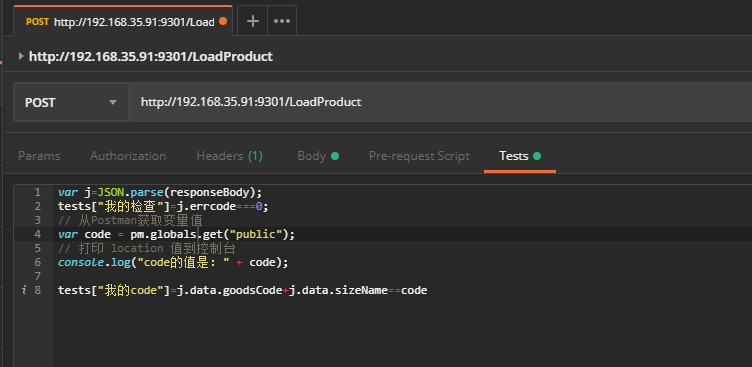 POST http://192.168.35.91:9301/Load
http://192.168.35.91:9301/LoadProduct
POST http://192.168.35.91:9301/LoadProduct
Params Authorization Headers (1) Body Pre-request Script Tests
1 var j=JSON.parse(responseBody);
2 tests["我的检查"]=j.errcode===0;
3 // 从Postman获取变量值
4 var code = pm.globals.get("public");
5 // 打印 location 值到控制台
6 console.log("code的值是: " + code);
7
i 8 tests["我的code"]=j.data.goodsCode+j.data.sizeName==code